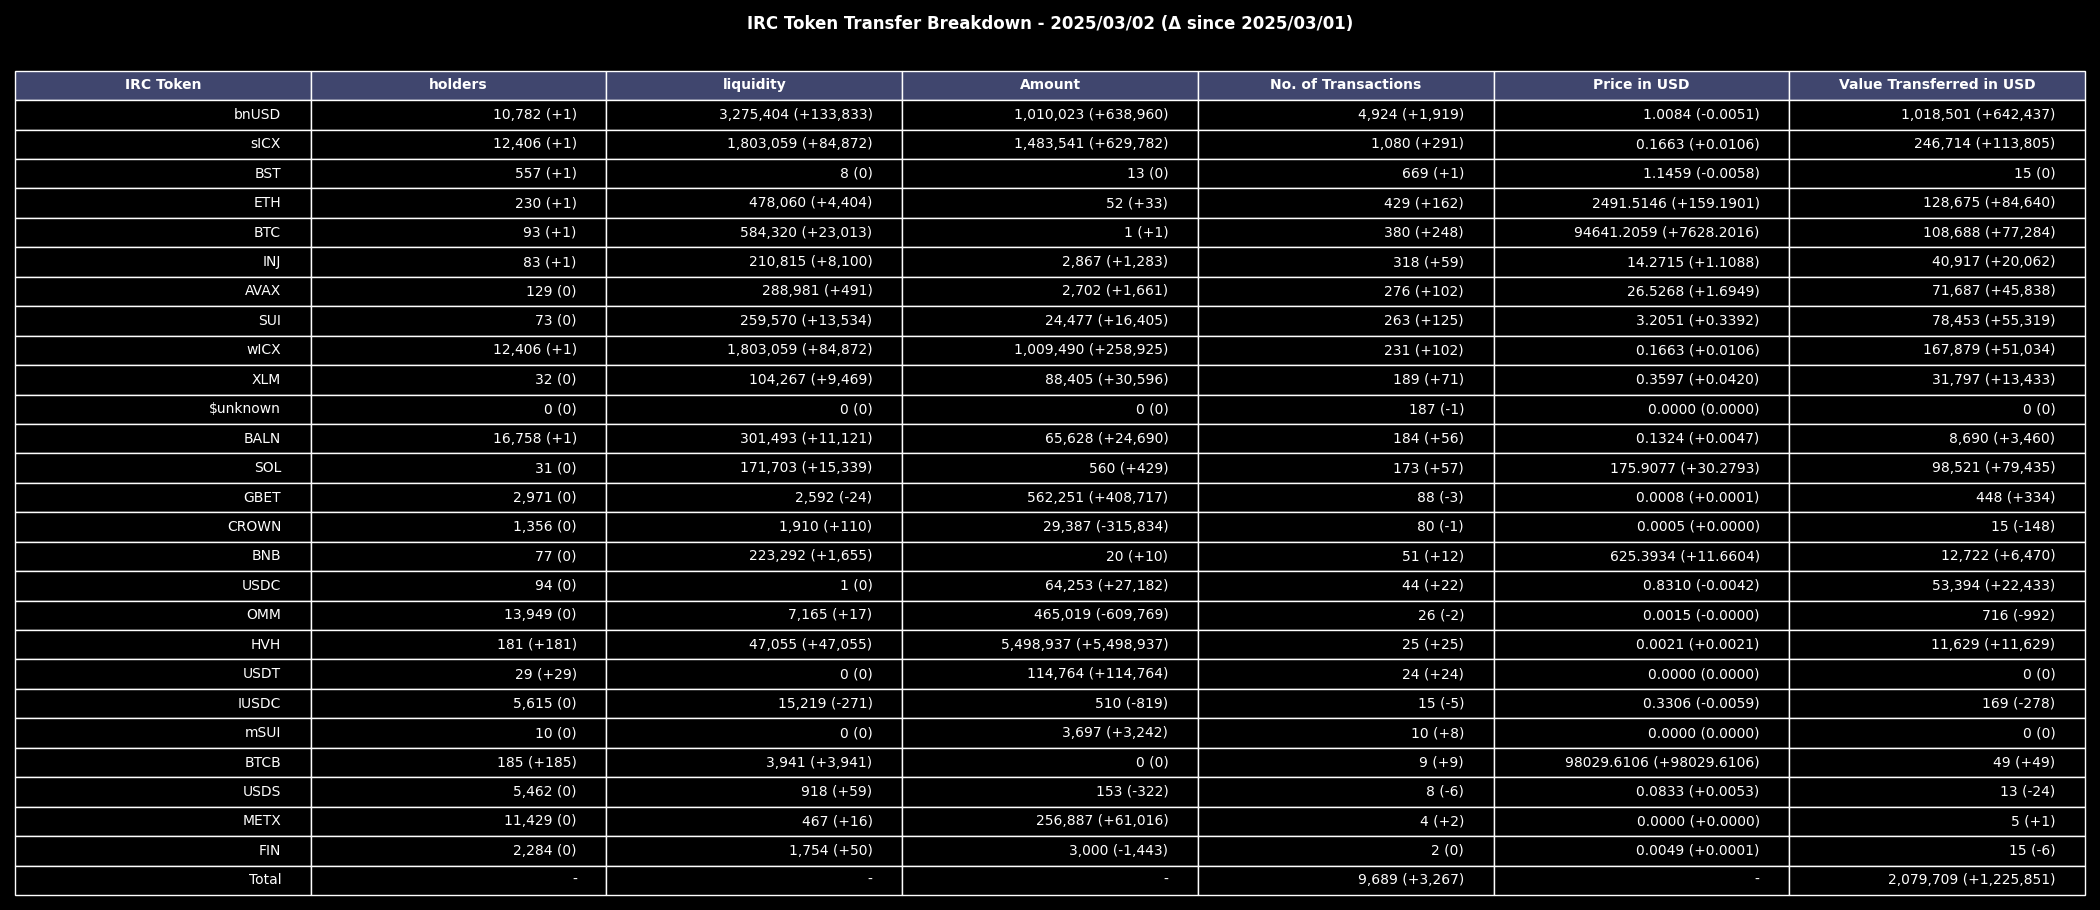 IRC Token Transfer Breakdown - 2025/03/02 (Δ since 2025/03/01)
IRC Token holders liquidity Amount No. of Transactions Price in USD Value Transferred in USD
bnUSD 10,782 (+1) 3,275,404 (+133,833) 1,010,023 (+638,960) 4,924 (+1,919) 1.0084 (-0.0051) 1,018,501 (+642,437)
sICX 12,406 (+1) 1,803,059 (+84,872) 1,483,541 (+629,782) 1,080 (+291) 0.1663 (+0.0106) 246,714 (+113,805)
BST 557 (+1) 8 (0) 13 (0) 669 (+1) 1.1459 (-0.0058) 15 (0)
ETH 230 (+1) 478,060 (+4,404) 52 (+33) 429 (+162) 2491.5146 (+159.1901) 128,675 (+84,640)
BTC 93 (+1) 584,320 (+23,013) 1 (+1) 380 (+248) 94641.2059 (+7628.2016) 108,688 (+77,284)
INJ 83 (+1) 210,815 (+8,100) 2,867 (+1,283) 318 (+59) 14.2715 (+1.1088) 40,917 (+20,062)
AVAX 129 (0) 288,981 (+491) 2,702 (+1,661) 276 (+102) 26.5268 (+1.6949) 71,687 (+45,838)
SUI 73 (0) 259,570 (+13,534) 24,477 (+16,405) 263 (+125) 3.2051 (+0.3392) 78,453 (+55,319)
wICX 12,406 (+1) 1,803,059 (+84,872) 1,009,490 (+258,925) 231 (+102) 0.1663 (+0.0106) 167,879 (+51,034)
XLM 32 (0) 104,267 (+9,469) 88,405 (+30,596) 189 (+71) 0.3597 (+0.0420) 31,797 (+13,433)
$unknown 0 (0) 0 (0) 0 (0) 187 (-1) 0.0000 (0.0000) 0 (0)
BALN 16,758 (+1) 301,493 (+11,121) 65,628 (+24,690) 184 (+56) 0.1324 (+0.0047) 8,690 (+3,460)
SOL 31 (0) 171,703 (+15,339) 560 (+429) 173 (+57) 175.9077 (+30.2793) 98,521 (+79,435)
GBET 2,971 (0) 2,592 (-24) 562,251 (+408,717) 88 (-3) 0.0008 (+0.0001) 448 (+334)
CROWN 1,356 (0) 1,910 (+110) 29,387 (-315,834) 80 (-1) 0.0005 (+0.0000) 15 (-148)
BNB 77 (0) 223,292 (+1,655) 20 (+10) 51 (+12) 625.3934 (+11.6604) 12,722 (+6,470)
USDC 94 (0) 1 (0) 64,253 (+27,182) 44 (+22) 0.8310 (-0.0042) 53,394 (+22,433)
OMM 13,949 (0) 7,165 (+17) 465,019 (-609,769) 26 (-2) 0.0015 (-0.0000) 716 (-992)
HVH 181 (+181) 47,055 (+47,055) 5,498,937 (+5,498,937) 25 (+25) 0.0021 (+0.0021) 11,629 (+11,629)
USDT 29 (+29) 0 (0) 114,764 (+114,764) 24 (+24) 0.0000 (0.0000) 0 (0)
IUSDC 5,615 (0) 15,219 (-271) 510 (-819) 15 (-5) 0.3306 (-0.0059) 169 (-278)
mSUI 10 (0) 0 (0) 3,697 (+3,242) 10 (+8) 0.0000 (0.0000) 0 (0)
BTCB 185 (+185) 3,941 (+3,941) 0 (0) 9 (+9) 98029.6106 (+98029.6106) 49 (+49)
USDS 5,462 (0) 918 (+59) 153 (-322) 8 (-6) 0.0833 (+0.0053) 13 (-24)
METX 11,429 (0) 467 (+16) 256,887 (+61,016) 4 (+2) 0.0000 (+0.0000) 5 (+1)
FIN 2,284 (0) 1,754 (+50) 3,000 (-1,443) 2 (0) 0.0049 (+0.0001) 15 (-6)
Total - - - 9,689 (+3,267) - 2,079,709 (+1,225,851)